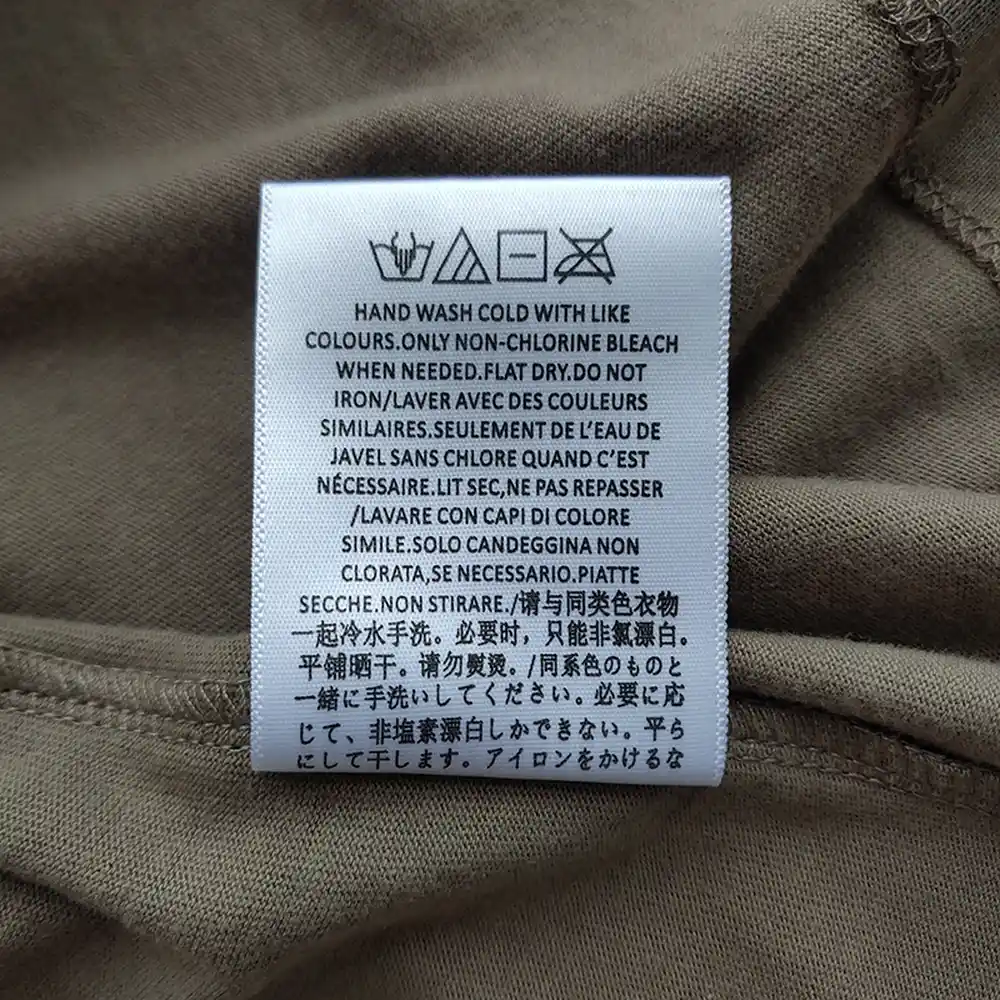 HAND WASH COLD WITH LIKE
COLOURS.ONLY NON-CHLORINE BLEACH
WHEN NEEDED.FLAT DRY.DO NOT
IRON/LAVER AVEC DES COULEURS
SIMILAIRES.SEULEMENT DE L'EAU DE
JAVEL SANS CHLORE QUAND C'EST
NÉCESSAIRE.LIT SEC,NE PAS REPASSER
/LAVARE CON CAPI DI COLORE
SIMILE.SOLO CANDEGGINA NON
CLORATA,SE NECESSARIO.PIATTE
SECCHE.NON STIRARE./请与同类色衣物
一起冷水手洗。必要时，只能非氯漂白。
平铺晒干。请勿熨烫。/同系色のものと
一緒に手洗いしてください。必要に応
じて、非塩素漂白しかできない。平ら
にして干します。アイロンをかけるな